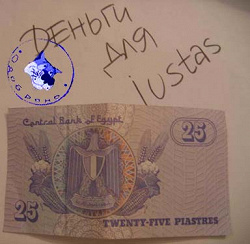 Деньги
для
justas
Central Bank of Egypt
25
25
TWENTY-FIVE PIASTRES